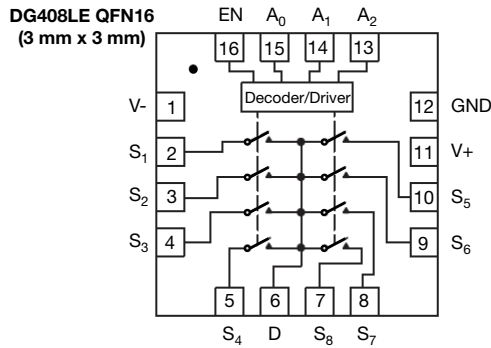 DG408LE QFN16
(3 mm x 3 mm)
EN A₀ A₁ A₂
16 15 14 13
Decoder/Driver
V- 1
12 GND
S₁ 2
11 V+
S₂ 3
10 S₅
S₃ 4
9 S₆
5 6 7 8
S₄ D S₈ S₇